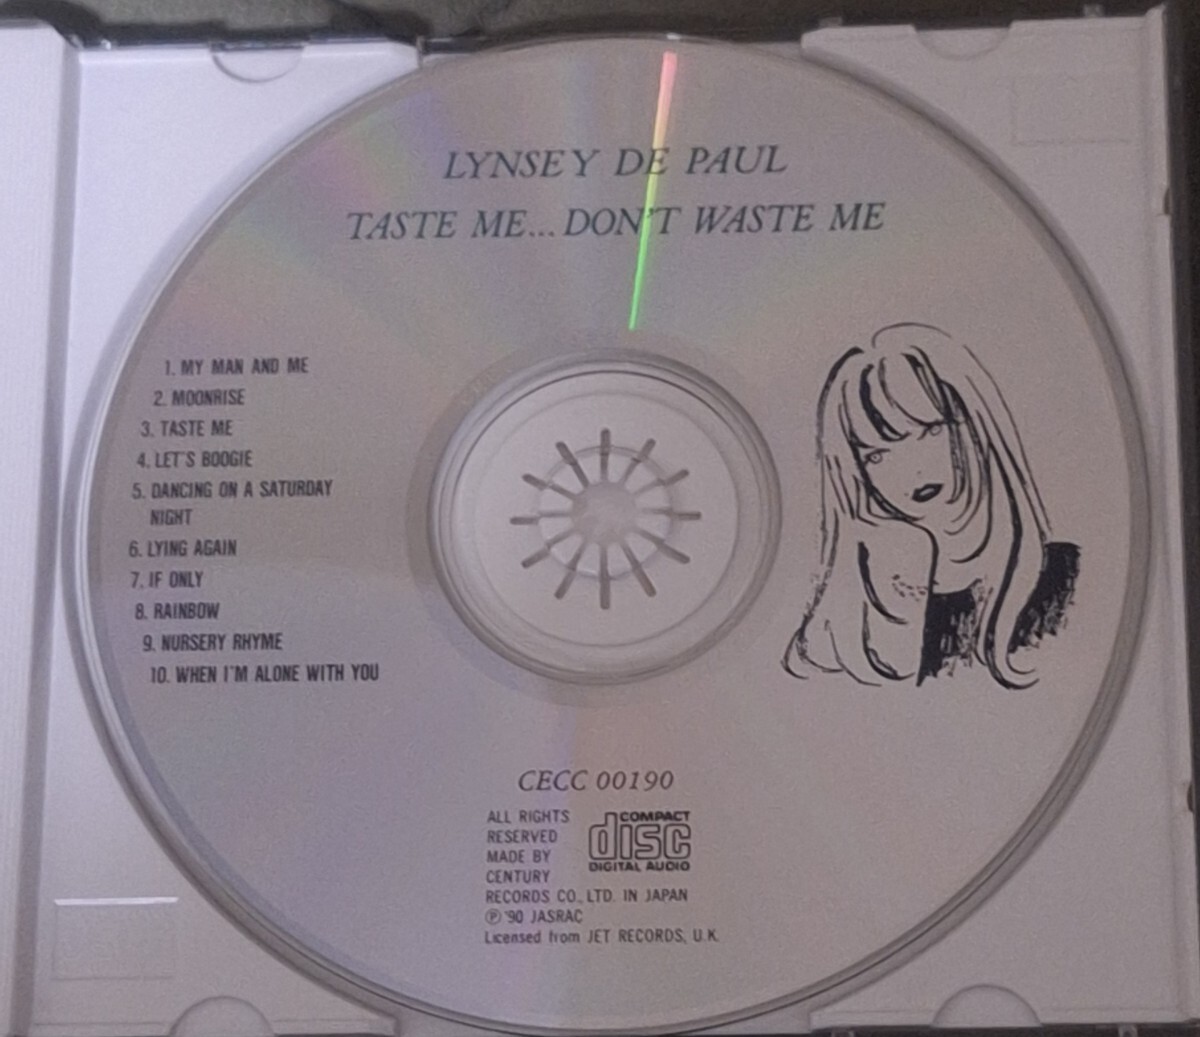 LYNSEY DE PAUL
TASTE ME...DON'T WASTE ME
1. MY MAN AND ME
2. MOONRISE
3. TASTE ME
4. LET'S BOOGIE
5. DANCING ON A SATURDAY
NIGHT
6. LYING AGAIN
7. IF ONLY
8. RAINBOW
9. NURSERY RHYME
10. WHEN I'M ALONE WITH YOU
CECC 00190
ALL RIGHTS
RESERVED
MADE BY
CENTURY
RECORDS CO., LTD. IN JAPAN
Ⓟ '90 JASRAC
Licensed from JET RECORDS, U.K.
COMPACT
disc
DIGITAL AUDIO